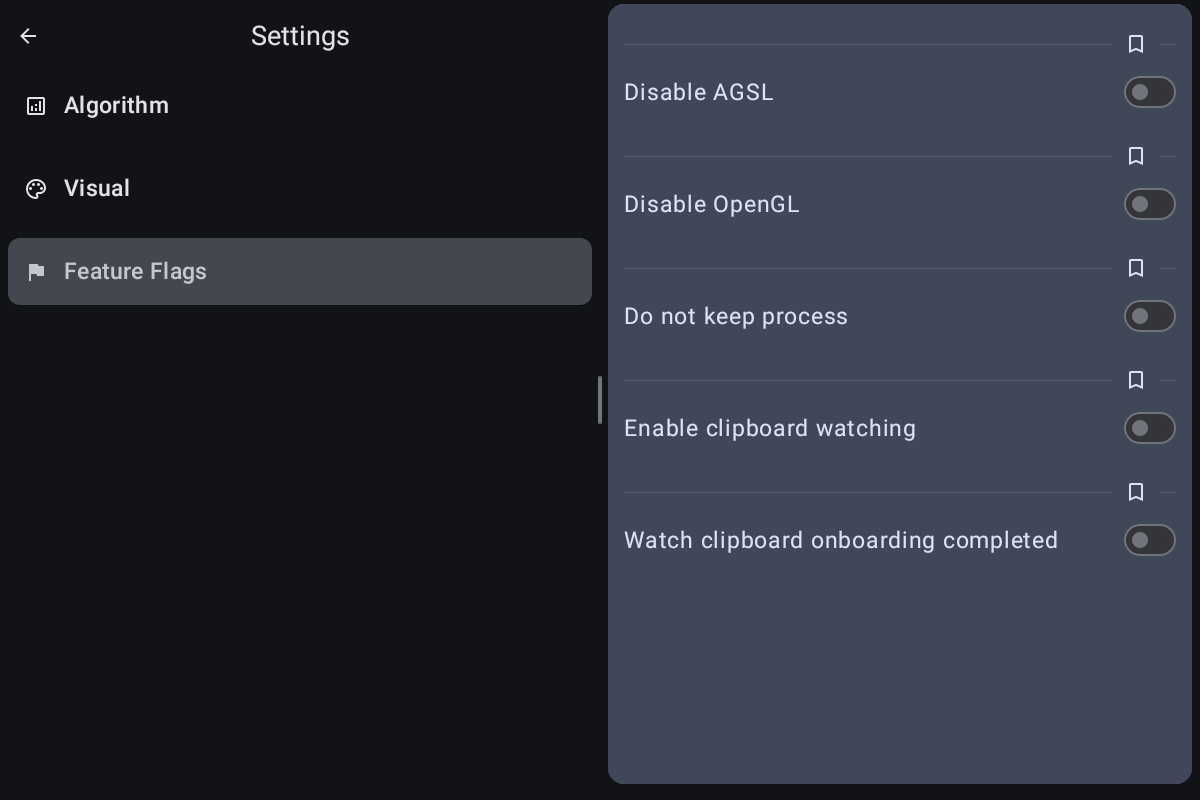 Settings
Algorithm
Visual
Feature Flags
Disable AGSL
Disable OpenGL
Do not keep process
Enable clipboard watching
Watch clipboard onboarding completed